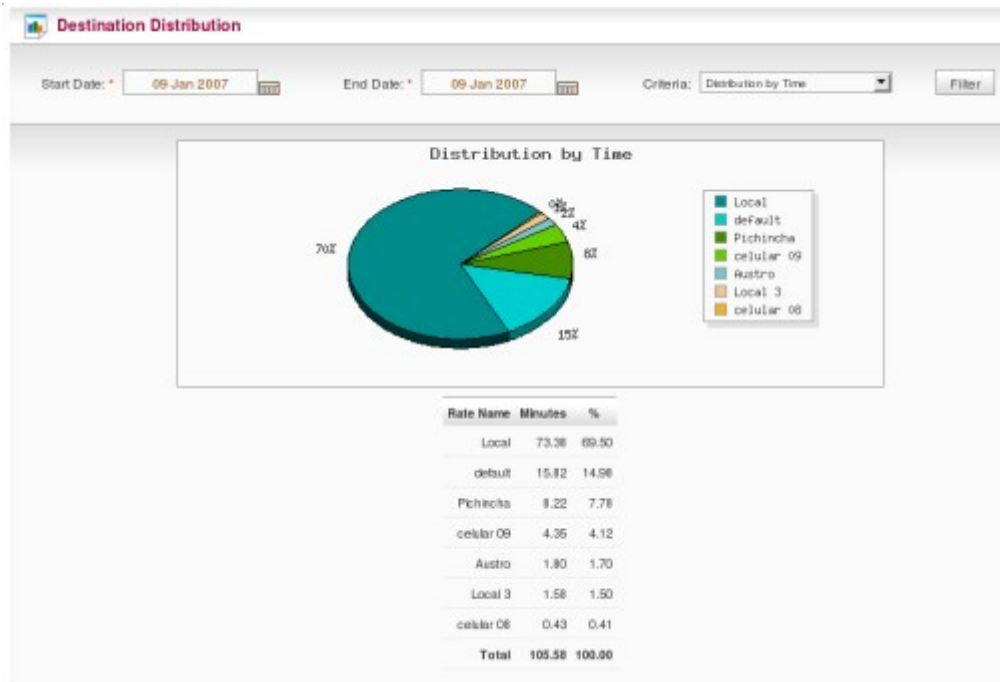 Destination Distribution
Start Date: * 09 Jan 2007 End Date: * 09 Jan 2007 Criteria: Distribution by Time Filter
Distribution by Time
70%
2%
4%
8%
15%
Local
default
Pichincha
celular 09
Austro
Local 3
celular 08
Rate Name Minutes %
Local 73.38 69.50
default 15.82 14.98
Pichincha 8.22 7.78
celular 09 4.35 4.12
Austro 1.80 1.70
Local 3 1.58 1.50
celular 08 0.43 0.41
Total 105.58 100.00